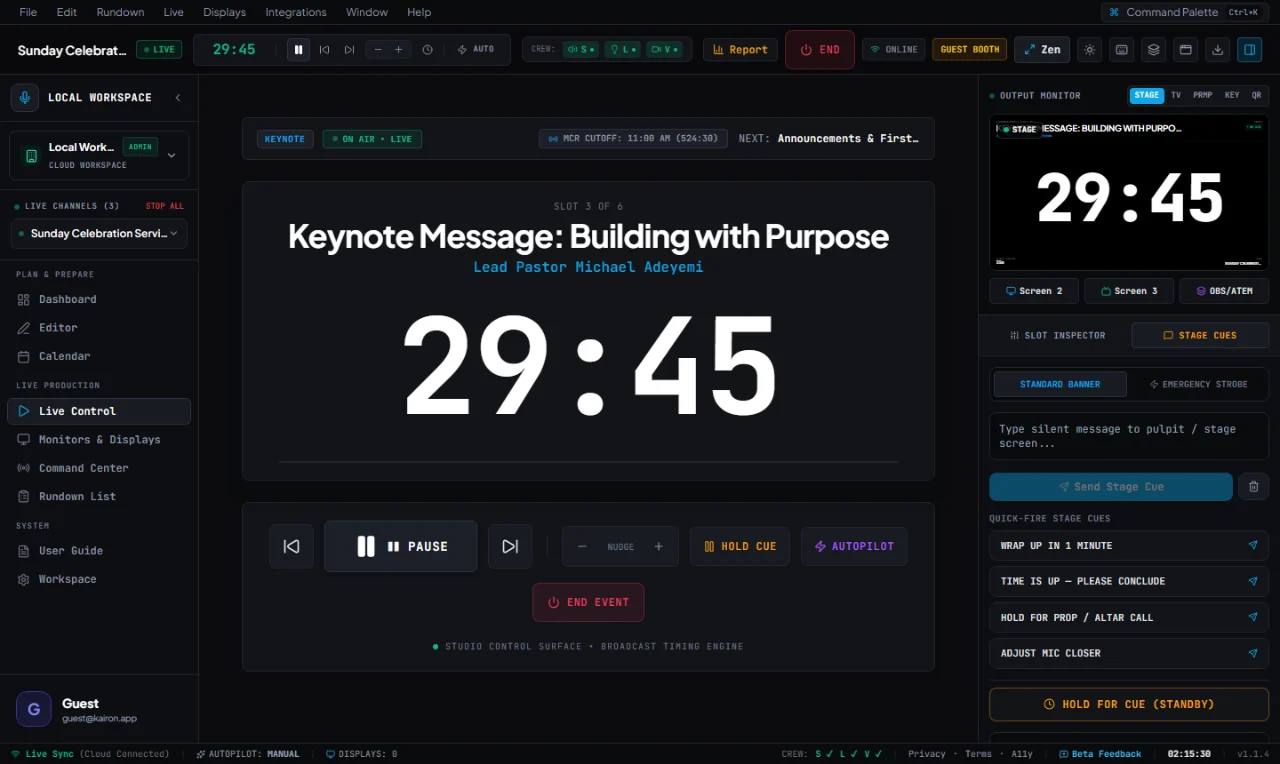 File Edit Rundown Live Displays Integrations Window Help
⌘ Command Palette Ctrl+K
Sunday Celebrat… LIVE
29:45
AUTO
CREW: S L V
Report
END
ONLINE
GUEST BOOTH
Zen
LOCAL WORKSPACE
Local Work… ADMIN
CLOUD WORKSPACE
LIVE CHANNELS (3) STOP ALL
Sunday Celebration Servi…
PLAN & PREPARE
Dashboard
Editor
Calendar
LIVE PRODUCTION
Live Control
Monitors & Displays
Command Center
Rundown List
SYSTEM
User Guide
Workspace
G Guest
guest@kairon.app
KEYNOTE ON AIR • LIVE
MCR CUTOFF: 11:00 AM (524:30) NEXT: Announcements & First…
SLOT 3 OF 6
Keynote Message: Building with Purpose
Lead Pastor Michael Adeyemi
29:45
PAUSE
− NUDGE +
HOLD CUE
AUTOPILOT
END EVENT
STUDIO CONTROL SURFACE • BROADCAST TIMING ENGINE
OUTPUT MONITOR STAGE TV PRMP KEY QR
STAGE IESSAGE: BUILDING WITH PURPO…
29:45
Screen 2 Screen 3 OBS/ATEM
SLOT INSPECTOR STAGE CUES
STANDARD BANNER EMERGENCY STROBE
Type silent message to pulpit / stage
screen...
Send Stage Cue
QUICK-FIRE STAGE CUES
WRAP UP IN 1 MINUTE
TIME IS UP — PLEASE CONCLUDE
HOLD FOR PROP / ALTAR CALL
ADJUST MIC CLOSER
HOLD FOR CUE (STANDBY)
Live Sync (Cloud Connected) AUTOPILOT: MANUAL DISPLAYS: 0
CREW: S ✓ L ✓ V ✓ Privacy · Terms · A11y Beta Feedback 02:15:30 v1.1.4